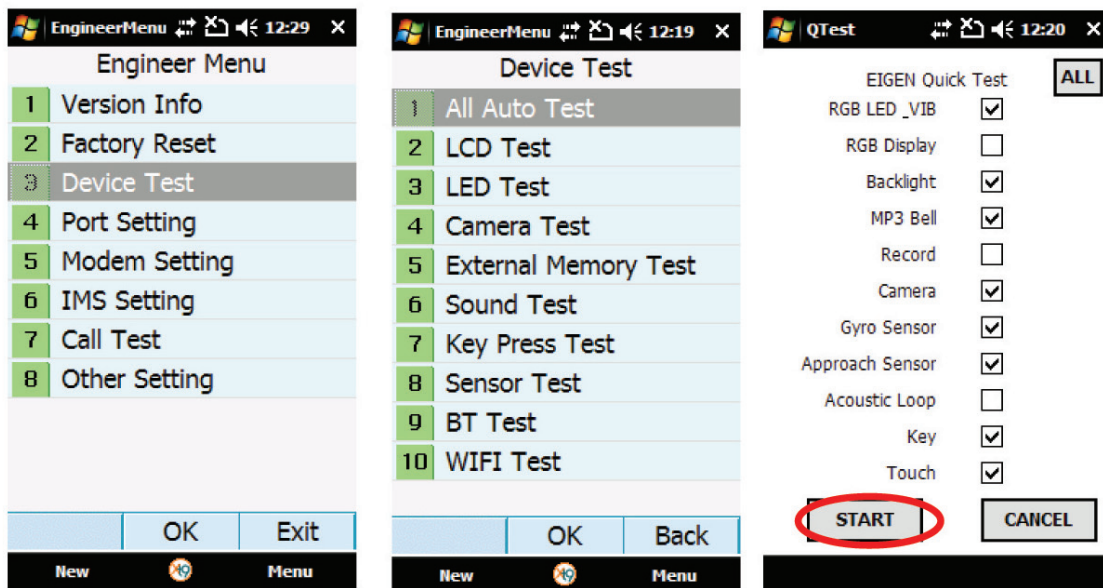 EngineerMenu 12:29 X
Engineer Menu
1 Version Info
2 Factory Reset
3 Device Test
4 Port Setting
5 Modem Setting
6 IMS Setting
7 Call Test
8 Other Setting
OK Exit
New Menu
EngineerMenu 12:19 X
Device Test
1 All Auto Test
2 LCD Test
3 LED Test
4 Camera Test
5 External Memory Test
6 Sound Test
7 Key Press Test
8 Sensor Test
9 BT Test
10 WIFI Test
OK Back
New Menu
QTest 12:20 X
EIGEN Quick Test ALL
RGB LED _VIB
RGB Display
Backlight
MP3 Bell
Record
Camera
Gyro Sensor
Approach Sensor
Acoustic Loop
Key
Touch
START CANCEL